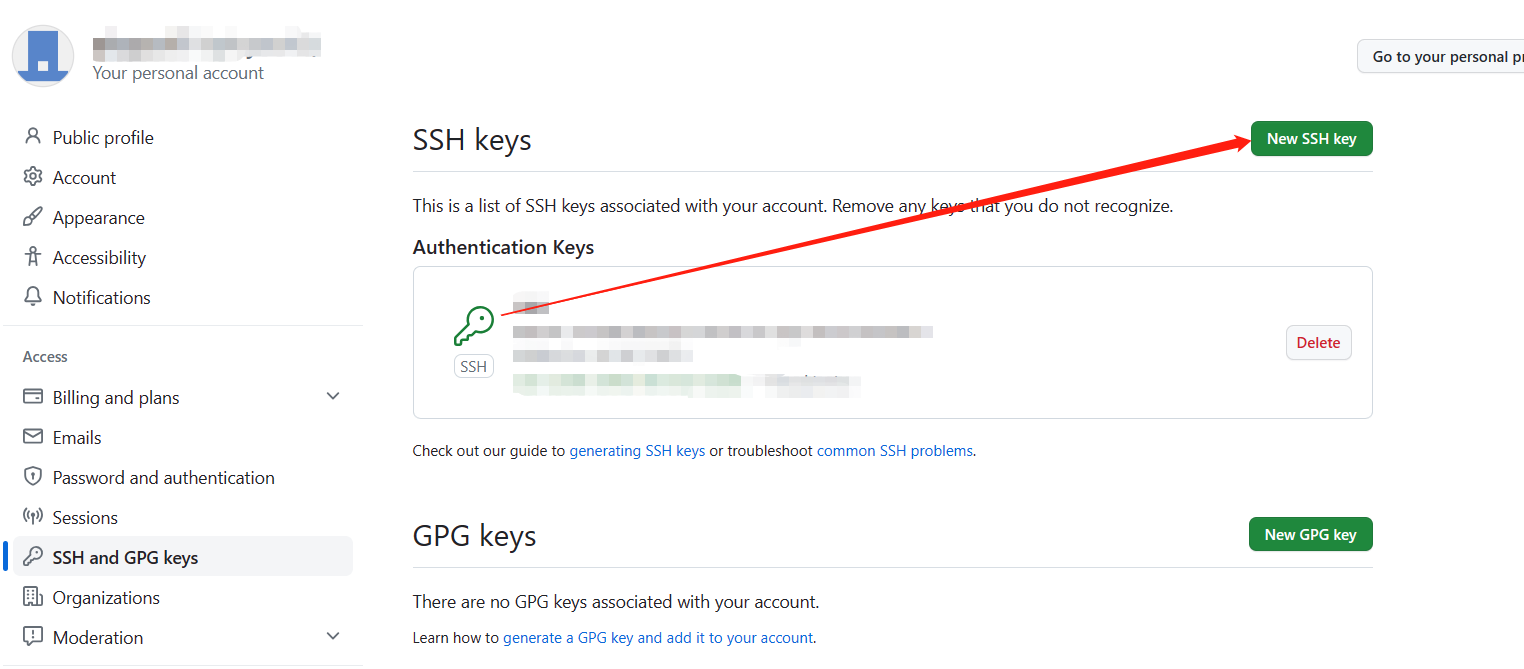 Your personal account
Go to your personal
Public profile
Account
Appearance
Accessibility
Notifications
Access
Billing and plans
Emails
Password and authentication
Sessions
SSH and GPG keys
Organizations
Moderation
SSH keys
New SSH key
This is a list of SSH keys associated with your account. Remove any keys that you do not recognize.
Authentication Keys
SSH
Delete
Check out our guide to generating SSH keys or troubleshoot common SSH problems.
GPG keys
New GPG key
There are no GPG keys associated with your account.
Learn how to generate a GPG key and add it to your account.